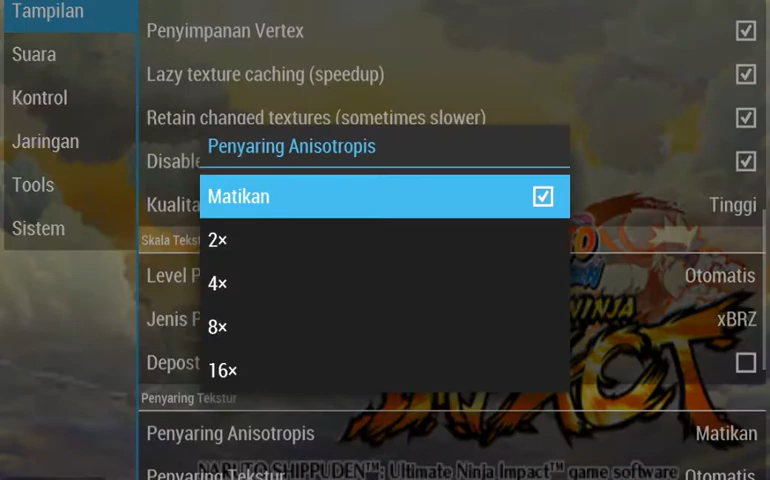 Tampilan
Suara
Kontrol
Jaringan
Tools
Sistem
Penyimpanan Vertex
Lazy texture caching (speedup)
Retain changed textures (sometimes slower)
Disable
Kualita
Tinggi
Skala Tekst
Level P
Otomatis
Jenis P
xBRZ
Depost
Penyaring Tekstur
Penyaring Anisotropis
Matikan
Penyaring Tekstur
Otomatis
Penyaring Anisotropis
Matikan
2×
4×
8×
16×
NINJA
NARUTO SHIPPUDEN™: Ultimate Ninja Impact™ game software